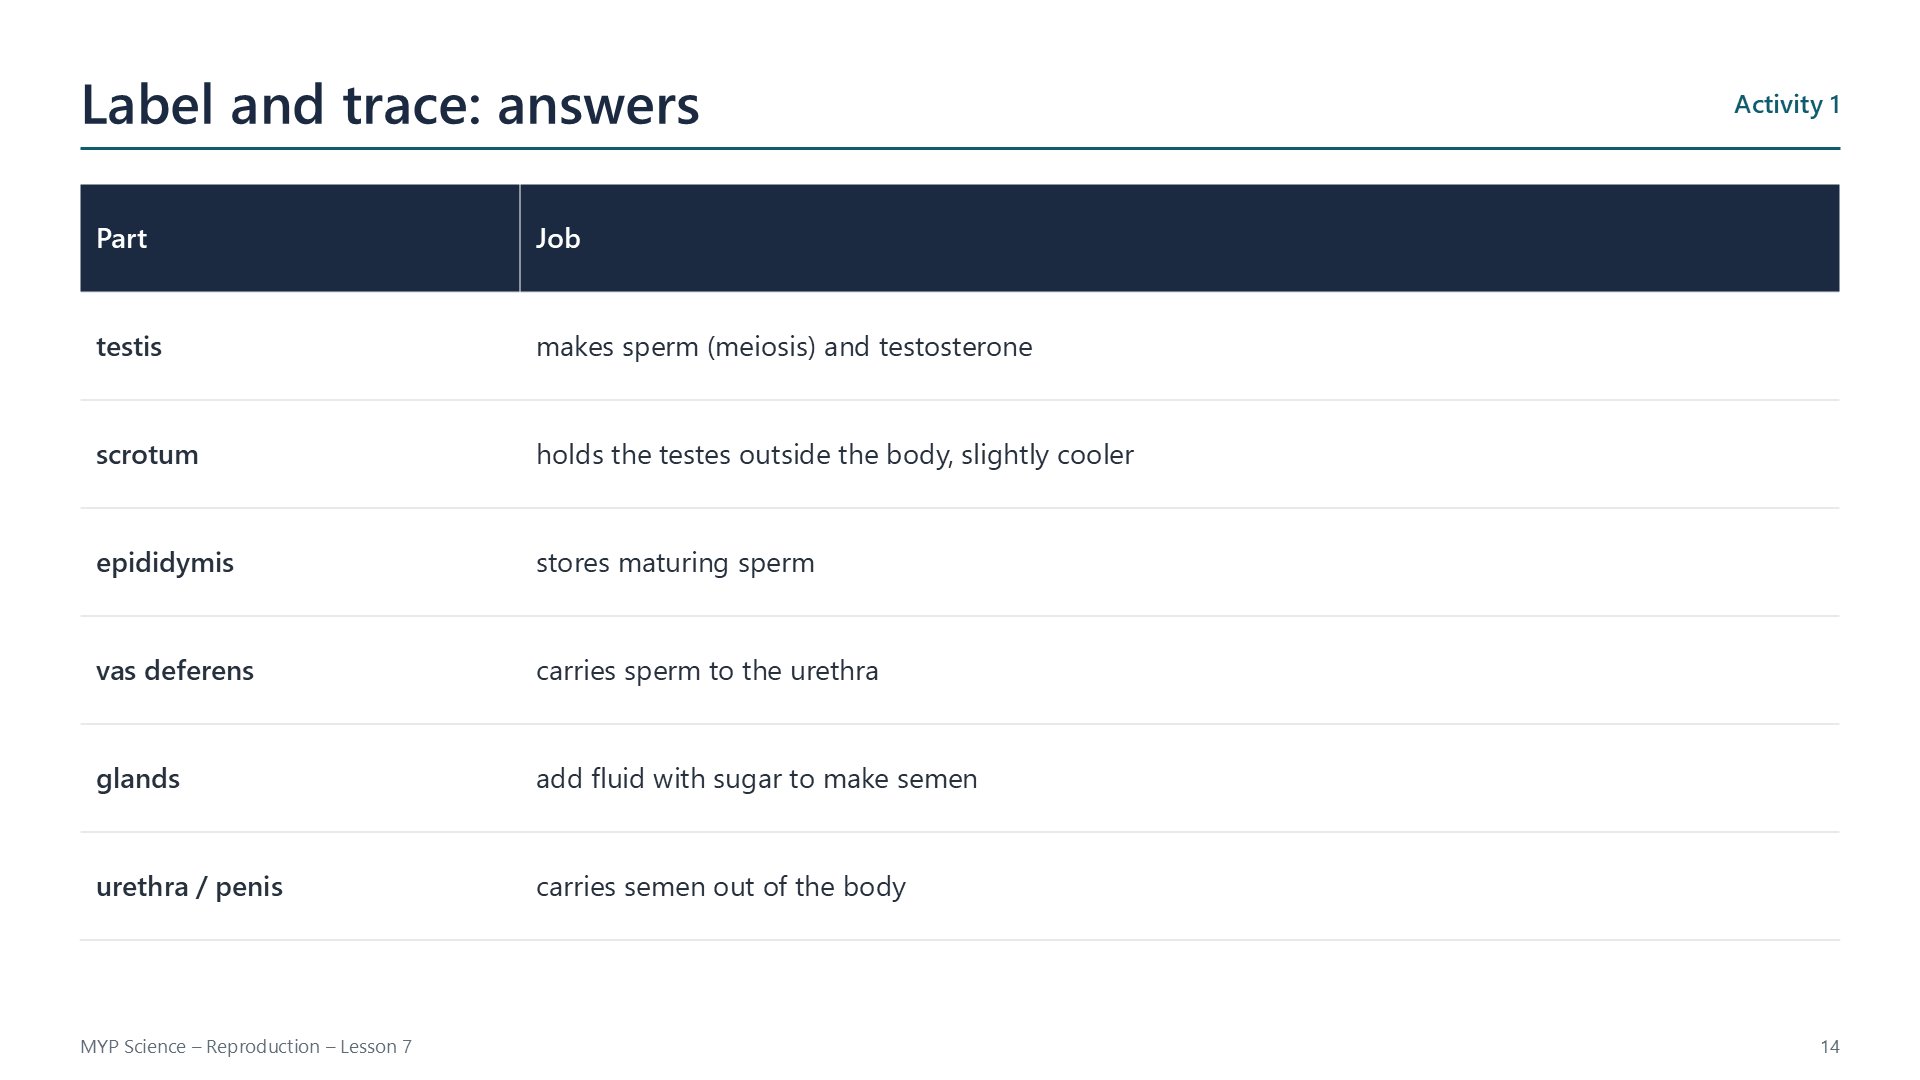 Label and trace: answers
Activity 1
Part Job
testis makes sperm (meiosis) and testosterone
scrotum holds the testes outside the body, slightly cooler
epididymis stores maturing sperm
vas deferens carries sperm to the urethra
glands add fluid with sugar to make semen
urethra / penis carries semen out of the body
MYP Science – Reproduction – Lesson 7
14